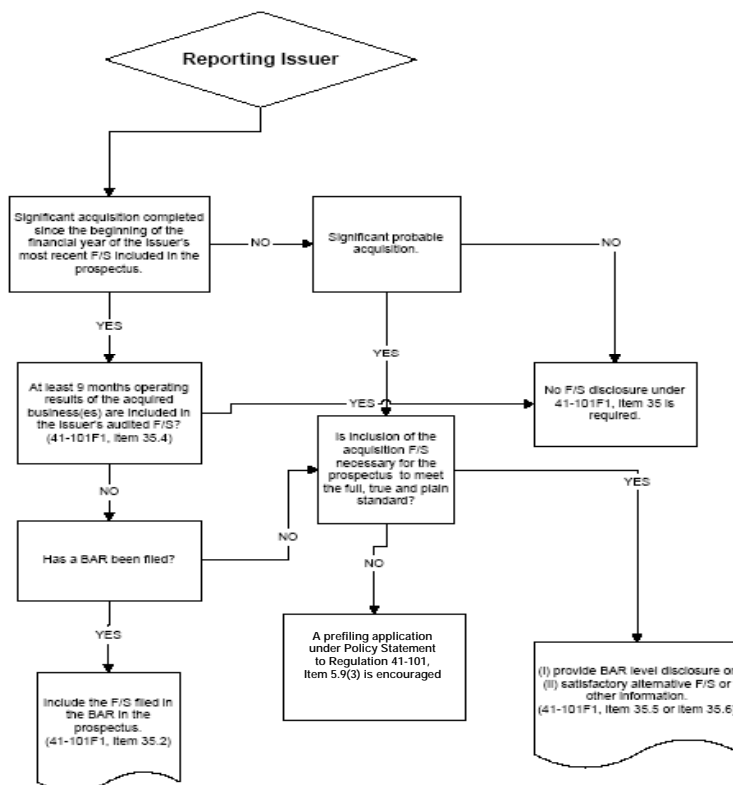 Reporting Issuer
Significant acquisition completed
since the beginning of the
financial year of the Issuer's
most recent F/S included in the
prospectus.
NO
Significant probable
acquisition.
NO
YES
YES
At least 9 months operating
results of the acquired
business(es) are included in
the Issuer's audited F/S?
(41-101F1, Item 35.4)
YES
No F/S disclosure under
41-101F1, Item 35 is
required.
Is inclusion of the
acquisition F/S
necessary for the
prospectus to meet
the full, true and plain
standard?
YES
NO
Has a BAR been filed?
NO
NO
YES
A prefiling application
under Policy Statement
to Regulation 41-101,
Item 5.9(3) is encouraged
Include the F/S filed in
the BAR in the
prospectus.
(41-101F1, Item 35.2)
(I) provide BAR level disclosure or
(II) satisfactory alternative F/S or
other information.
(41-101F1, Item 35.5 or Item 35.6)